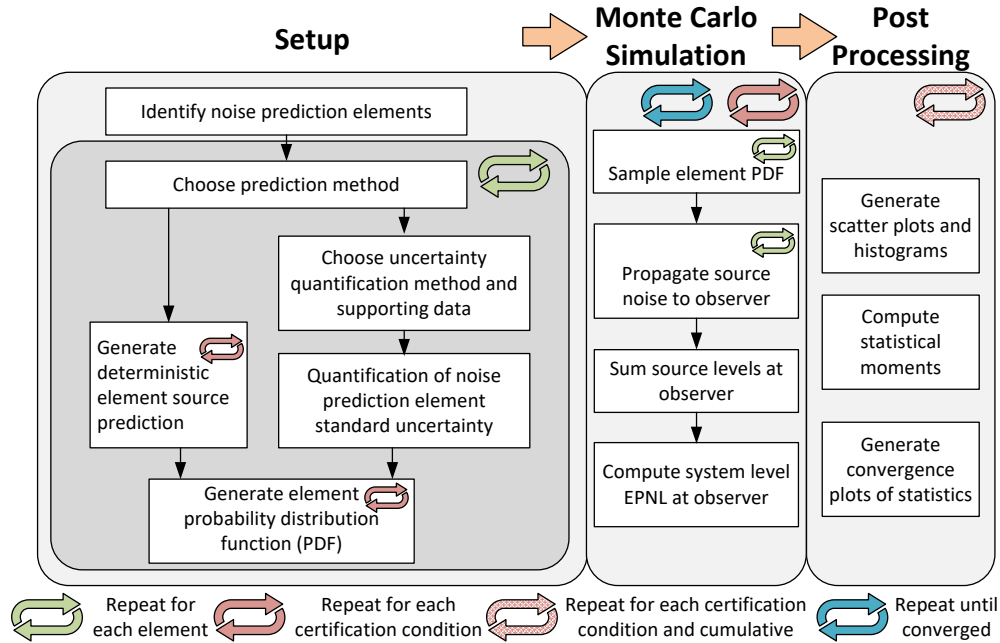 Setup
Monte Carlo
Simulation
Post
Processing
Identify noise prediction elements
Choose prediction method
Choose uncertainty
quantification method and
supporting data
Generate
deterministic
element source
prediction
Quantification of noise
prediction element
standard uncertainty
Generate element
probability distribution
function (PDF)
Sample element PDF
Propagate source
noise to observer
Sum source levels at
observer
Compute system level
EPNL at observer
Generate
scatter plots and
histograms
Compute
statistical
moments
Generate
convergence
plots of statistics
Repeat for
each element
Repeat for each
certification condition
Repeat for each certification
condition and cumulative
Repeat until
converged